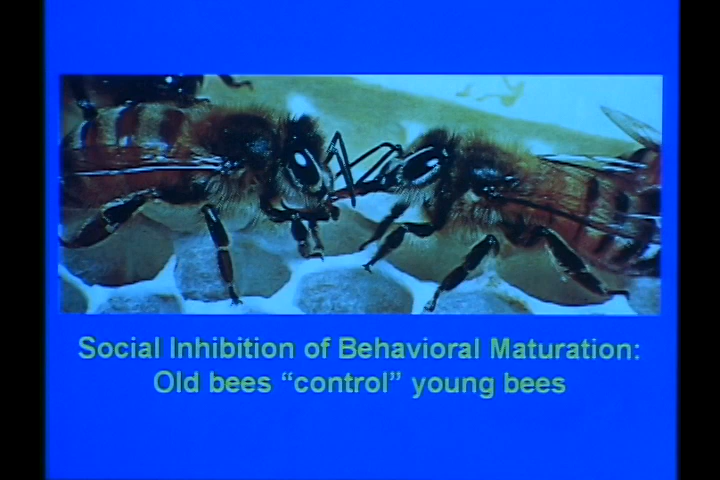 Social Inhibition of Behavioral Maturation:
Old bees “control” young bees